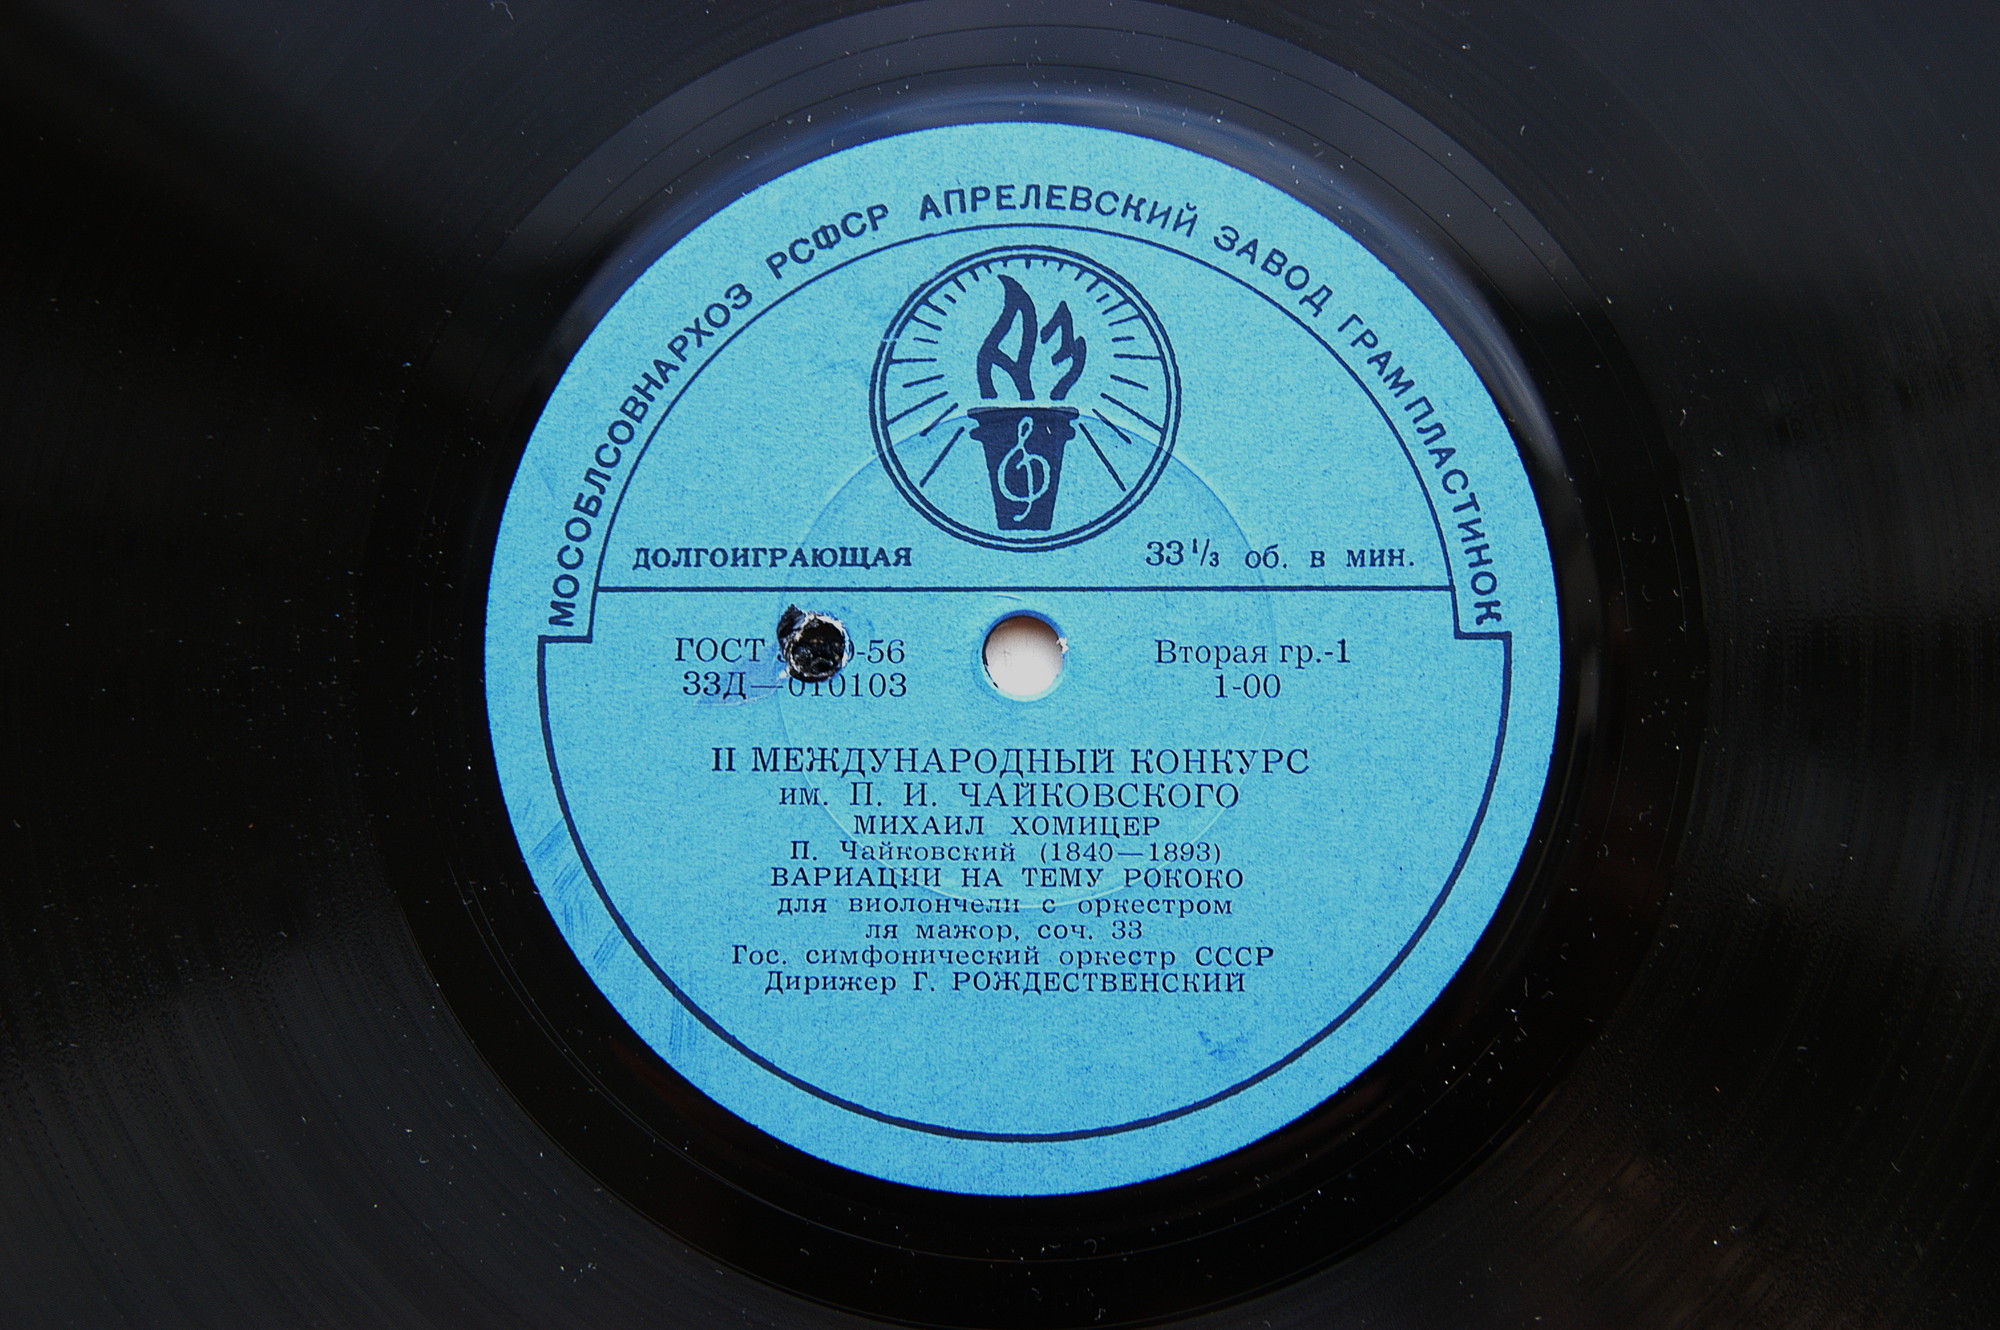 МОСОБЛСОВНАРХОЗ РСФСР АПРЕЛЕВСКИЙ ЗАВОД ГРАМПЛАСТИНОК
АЗ
ДОЛГОИГРАЮЩАЯ 33 1/3 об. в мин.
ГОСТ -56 Вторая гр.-1
33Д—010103 1-00
II МЕЖДУНАРОДНЫЙ КОНКУРС
им. П. И. ЧАЙКОВСКОГО
МИХАИЛ ХОМИЦЕР
П. Чайковский (1840—1893)
ВАРИАЦИИ НА ТЕМУ РОКОКО
для виолончели с оркестром
ля мажор, соч. 33
Гос. симфонический оркестр СССР
Дирижер Г. РОЖДЕСТВЕНСКИЙ